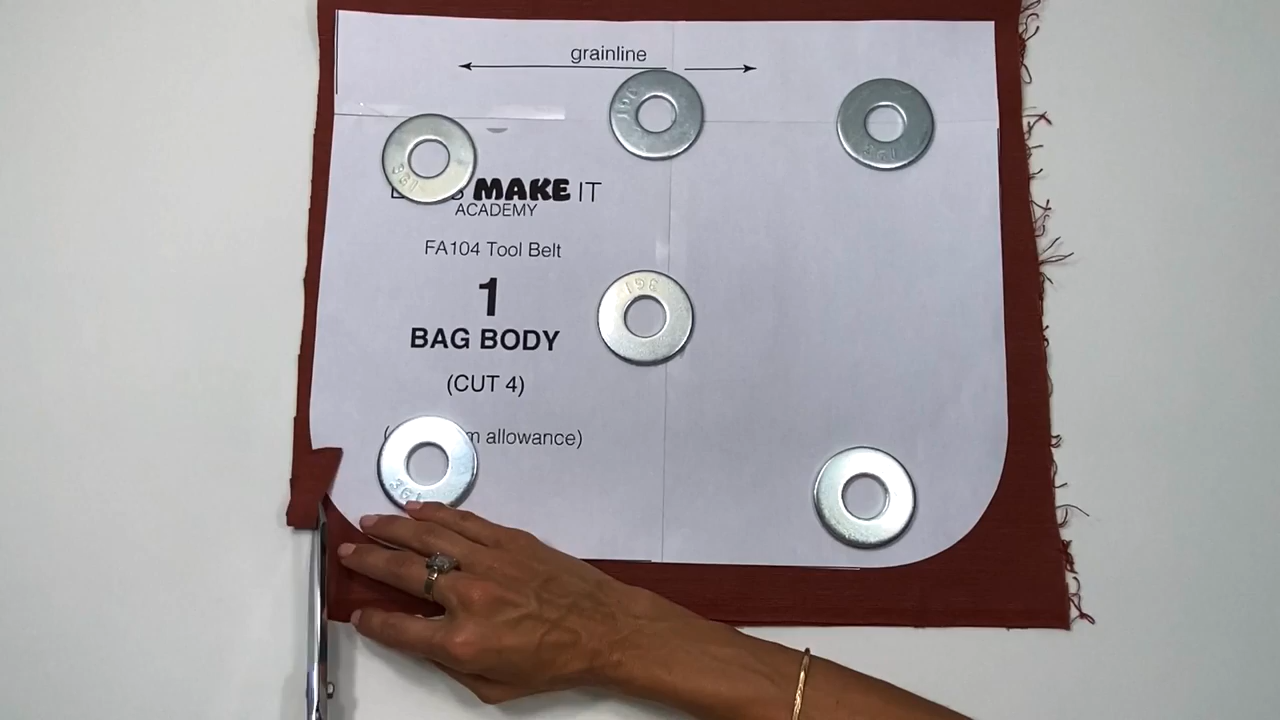 grainline
MAKE IT
ACADEMY
FA104 Tool Belt
1
BAG BODY
(CUT 4)
allowance)